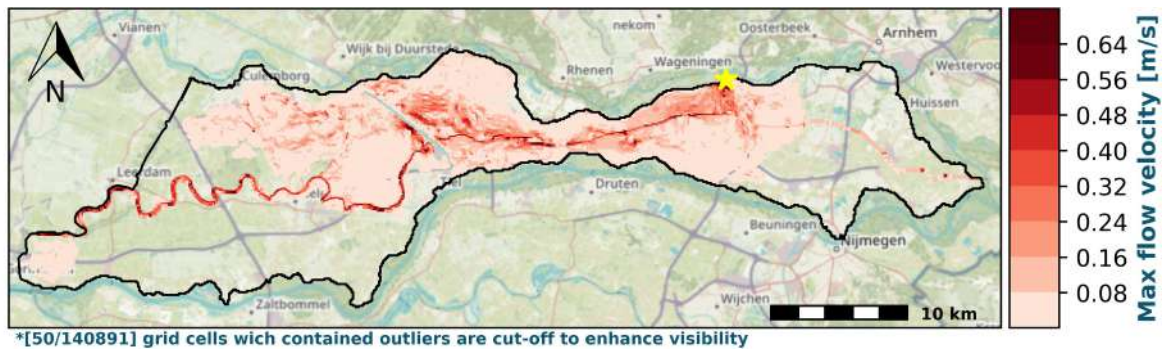 Vianen
nekom
Oosterbeek
Arnhem
Wijk bij Duurste
Wageningen
Westervoo
N
Culemborg
Rhenen
Huissen
Leerdam
Tiel
Druten
Beuningen
Nijmegen
Zaltbommel
Wijchen
10 km
0.64
0.56
0.48
0.40
0.32
0.24
0.16
0.08
Max flow velocity [m/s]
*[50/140891] grid cells wich contained outliers are cut-off to enhance visibility